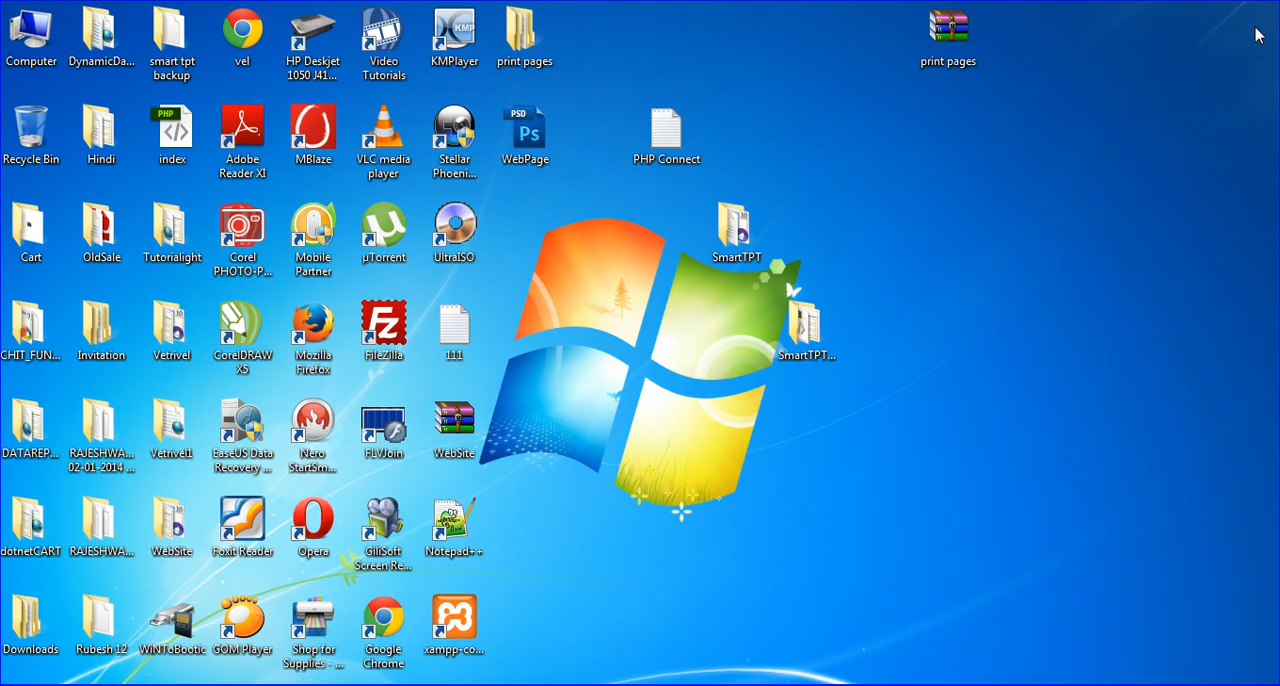 Computer
DynamicDa...
smart tpt
backup
vel
HP Deskjet
1050 J41...
Video
Tutorials
KMPlayer
KMP
print pages
print pages
Recycle Bin
Hindi
PHP
index
Adobe
Reader XI
MBlaze
VLC media
player
Stellar
Phoeni...
PSD
Ps
WebPage
PHP Connect
Cart
OldSale
Tutorialight
Corel
PHOTO-P...
Mobile
Partner
µTorrent
UltraISO
SmartTPT
CHIT_FUN...
Invitation
Vetrivel
CorelDRAW
X5
Mozilla
Firefox
FileZilla
111
SmartTPT...
DATAREP...
RAJESHWA...
02-01-2014 ...
Vetrivel1
EaseUS Data
Recovery ...
Nero
StartSm...
FLVJoin
WebSite
dotnetCART
RAJESHWA...
WebSite
Foxit Reader
Opera
GiliSoft
Screen Re...
Notepad++
Downloads
Rubesh 12
WiNToBootic
GOM Player
Shop for
Supplies - ...
Google
Chrome
xampp-co...